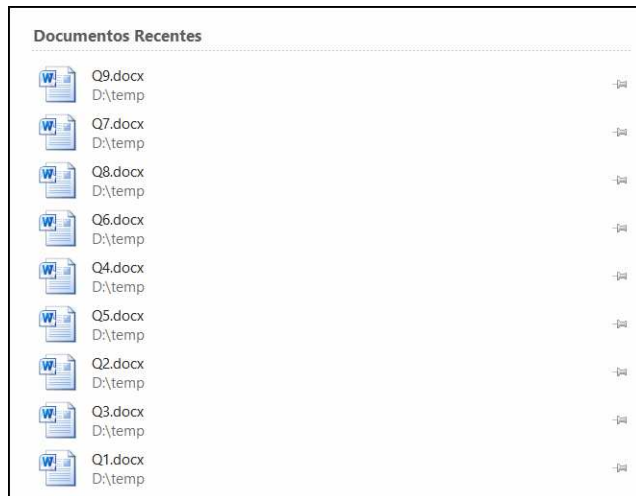 Documentos Recentes
Q9.docx
D:\temp
Q7.docx
D:\temp
Q8.docx
D:\temp
Q6.docx
D:\temp
Q4.docx
D:\temp
Q5.docx
D:\temp
Q2.docx
D:\temp
Q3.docx
D:\temp
Q1.docx
D:\temp